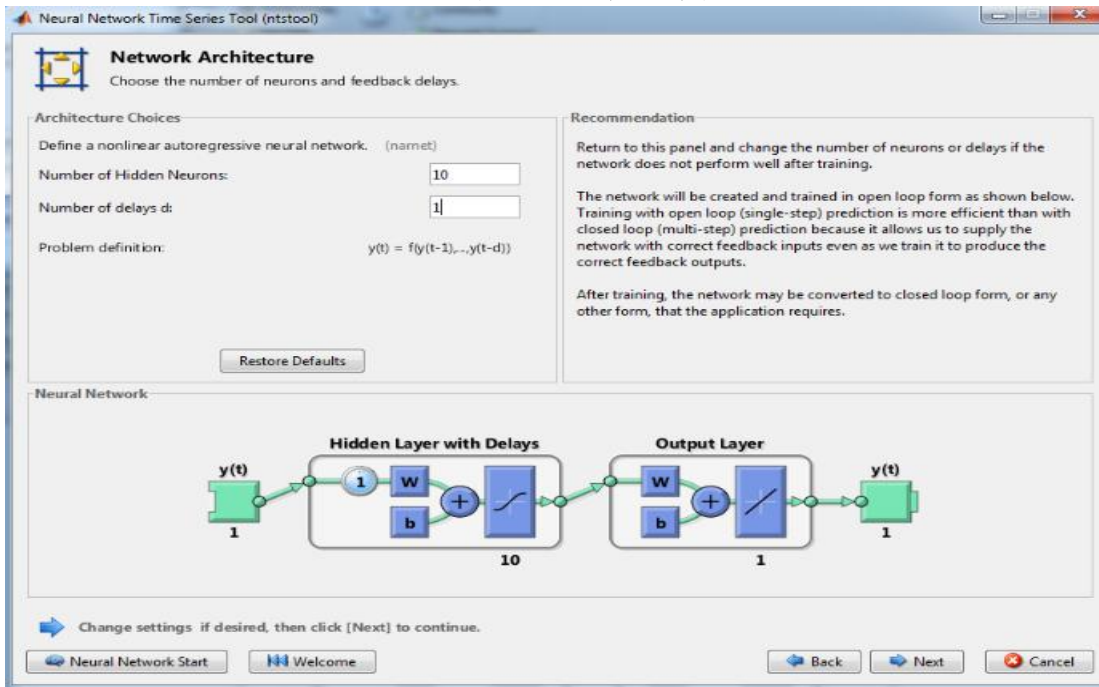 Neural Network Time Series Tool (ntstool)
Network Architecture
Choose the number of neurons and feedback delays.
Architecture Choices
Define a nonlinear autoregressive neural network. (narnet)
Number of Hidden Neurons:
10
Number of delays d:
1
Problem definition:
y(t) = f(y(t-1),...,y(t-d))
Restore Defaults
Recommendation
Return to this panel and change the number of neurons or delays if the
network does not perform well after training.
The network will be created and trained in open loop form as shown below.
Training with open loop (single-step) prediction is more efficient than with
closed loop (multi-step) prediction because it allows us to supply the
network with correct feedback inputs even as we train it to produce the
correct feedback outputs.
After training, the network may be converted to closed loop form, or any
other form, that the application requires.
Neural Network
Hidden Layer with Delays
Output Layer
y(t)
1
1
W
b
+
10
W
b
+
1
y(t)
1
Change settings if desired, then click [Next] to continue.
Neural Network Start
Welcome
Back
Next
Cancel